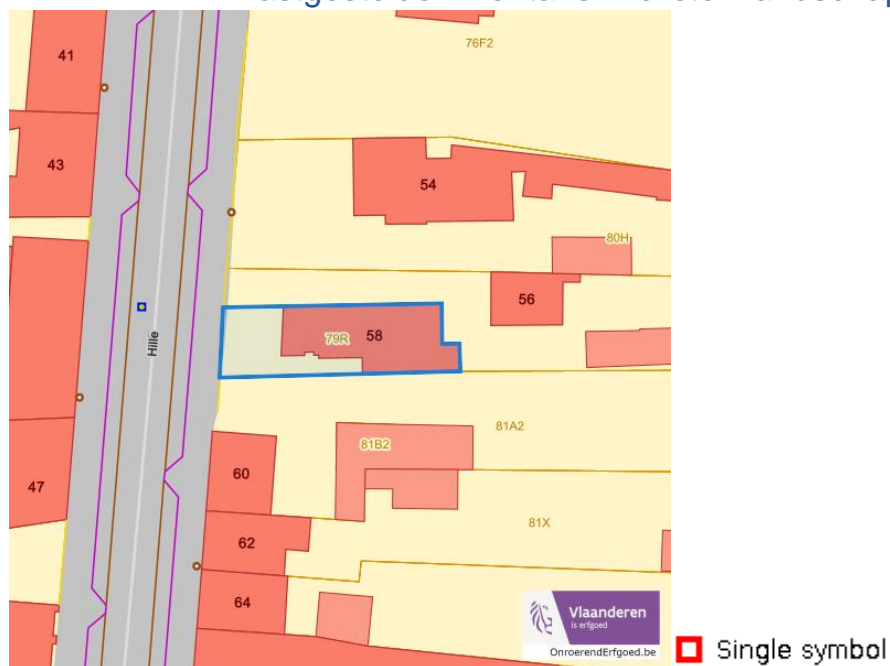 76F2
41
43
54
80H
56
Hille
79R
58
81A2
81B2
60
47
81X
62
64
Vlaanderen
is erfgoed
OnroerendErfgoed.be
Single symbol